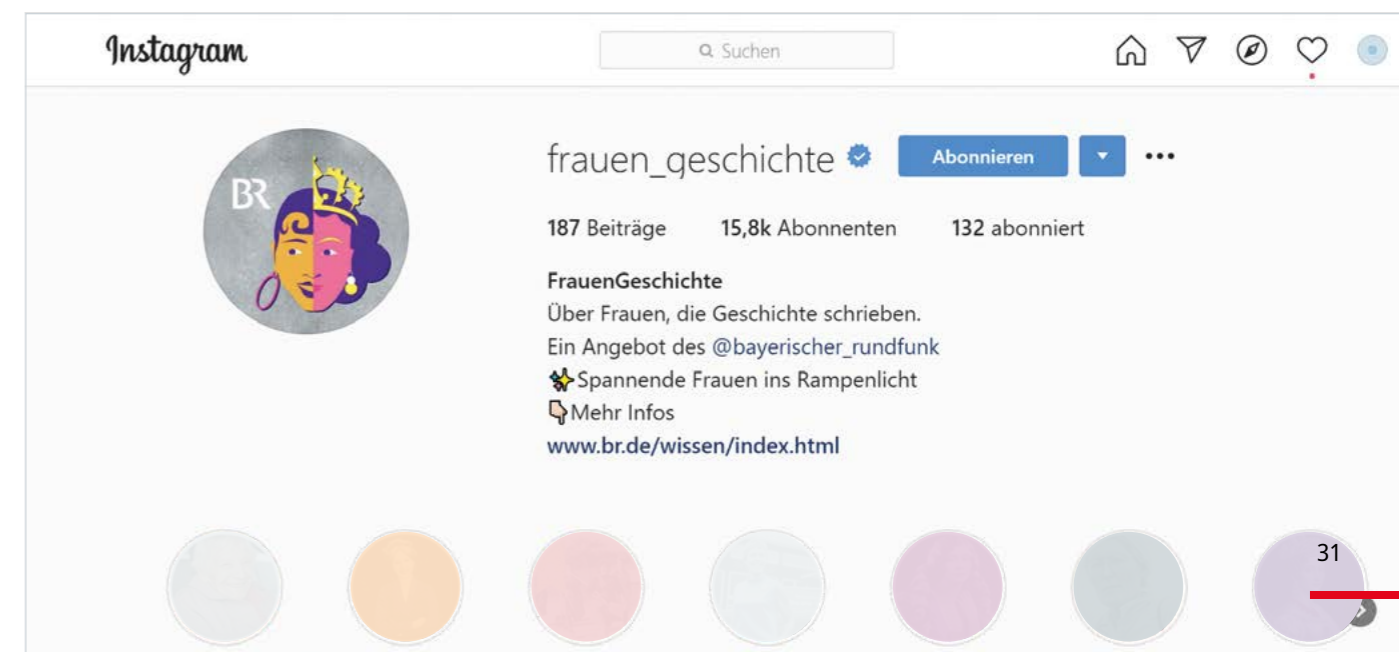 Instagram
Suchen
BR
frauen_geschichte Abonnieren
187 Beiträge 15,8k Abonnenten 132 abonniert
FrauenGeschichte
Über Frauen, die Geschichte schrieben.
Ein Angebot des @bayerischer_rundfunk
✨Spannende Frauen ins Rampenlicht
👇🏻Mehr Infos
www.br.de/wissen/index.html
31